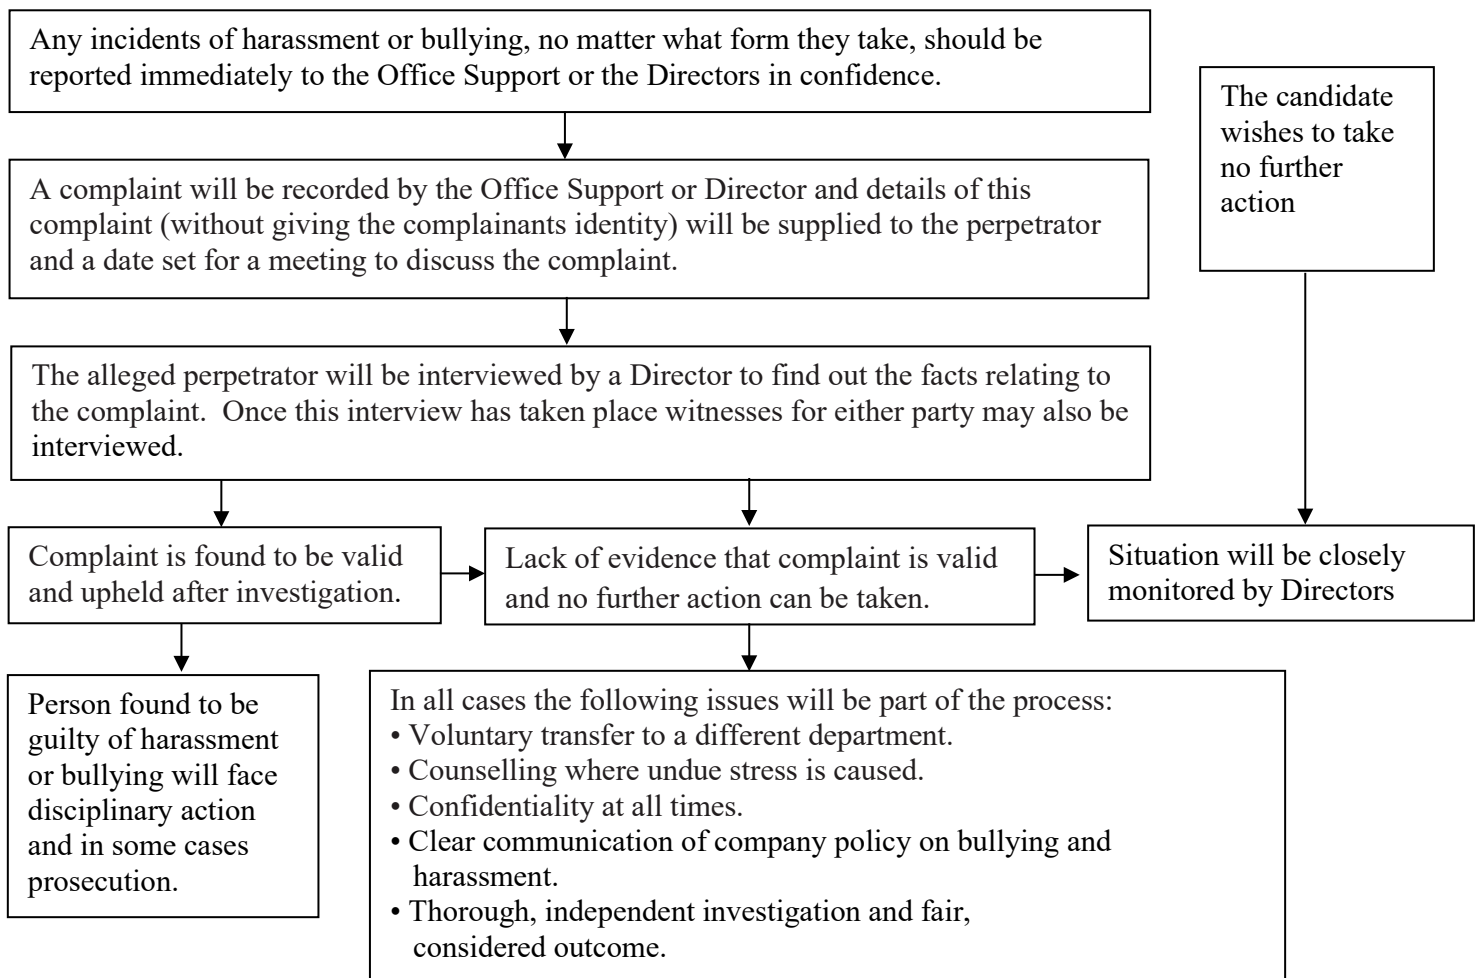 Any incidents of harassment or bullying, no matter what form they take, should be
reported immediately to the Office Support or the Directors in confidence.
The candidate
wishes to take
no further
action
A complaint will be recorded by the Office Support or Director and details of this
complaint (without giving the complainants identity) will be supplied to the perpetrator
and a date set for a meeting to discuss the complaint.
The alleged perpetrator will be interviewed by a Director to find out the facts relating to
the complaint.  Once this interview has taken place witnesses for either party may also be
interviewed.
Complaint is found to be valid
and upheld after investigation.
Lack of evidence that complaint is valid
and no further action can be taken.
Situation will be closely
monitored by Directors
Person found to be
guilty of harassment
or bullying will face
disciplinary action
and in some cases
prosecution.
In all cases the following issues will be part of the process:
• Voluntary transfer to a different department.
• Counselling where undue stress is caused.
• Confidentiality at all times.
• Clear communication of company policy on bullying and
harassment.
• Thorough, independent investigation and fair,
considered outcome.